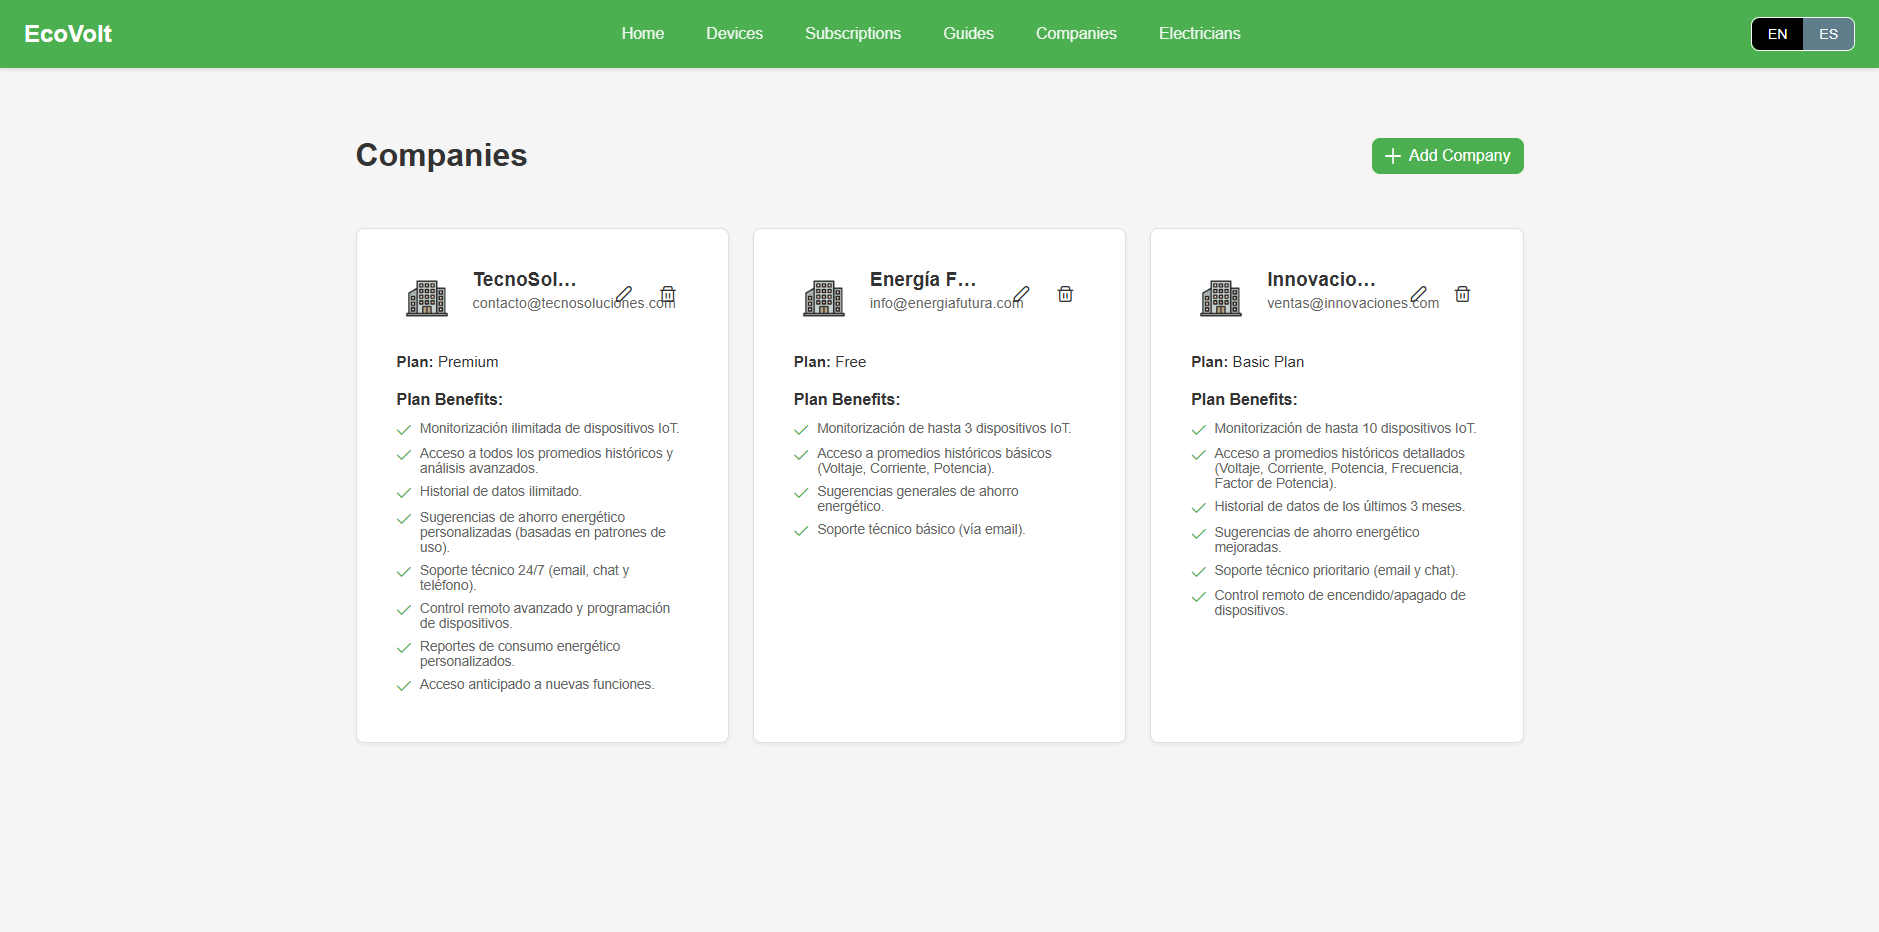 EcoVolt
Home
Devices
Subscriptions
Guides
Companies
Electricians
EN
ES
Companies
Add Company
TecnoSol...
contacto@tecnosoluciones.com
Plan: Premium
Plan Benefits:
Monitorización ilimitada de dispositivos IoT.
Acceso a todos los promedios históricos y
análisis avanzados.
Historial de datos ilimitado.
Sugerencias de ahorro energético
personalizadas (basadas en patrones de
uso).
Soporte técnico 24/7 (email, chat y
teléfono).
Control remoto avanzado y programación
de dispositivos.
Reportes de consumo energético
personalizados.
Acceso anticipado a nuevas funciones.
Energía F...
info@energiafutura.com
Plan: Free
Plan Benefits:
Monitorización de hasta 3 dispositivos IoT.
Acceso a promedios históricos básicos
(Voltaje, Corriente, Potencia).
Sugerencias generales de ahorro
energético.
Soporte técnico básico (vía email).
Innovacio...
ventas@innovaciones.com
Plan: Basic Plan
Plan Benefits:
Monitorización de hasta 10 dispositivos IoT.
Acceso a promedios históricos detallados
(Voltaje, Corriente, Potencia, Frecuencia,
Factor de Potencia).
Historial de datos de los últimos 3 meses.
Sugerencias de ahorro energético
mejoradas.
Soporte técnico prioritario (email y chat).
Control remoto de encendido/apagado de
dispositivos.